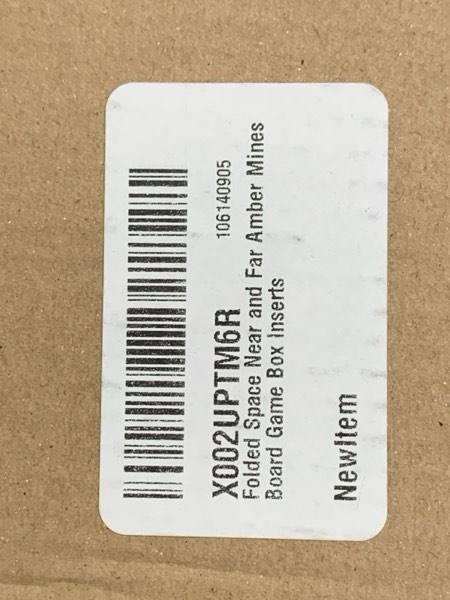 X002UPTM6R 106140905
Folded Space Near and Far Amber Mines
Board Game Box Inserts
NewItem